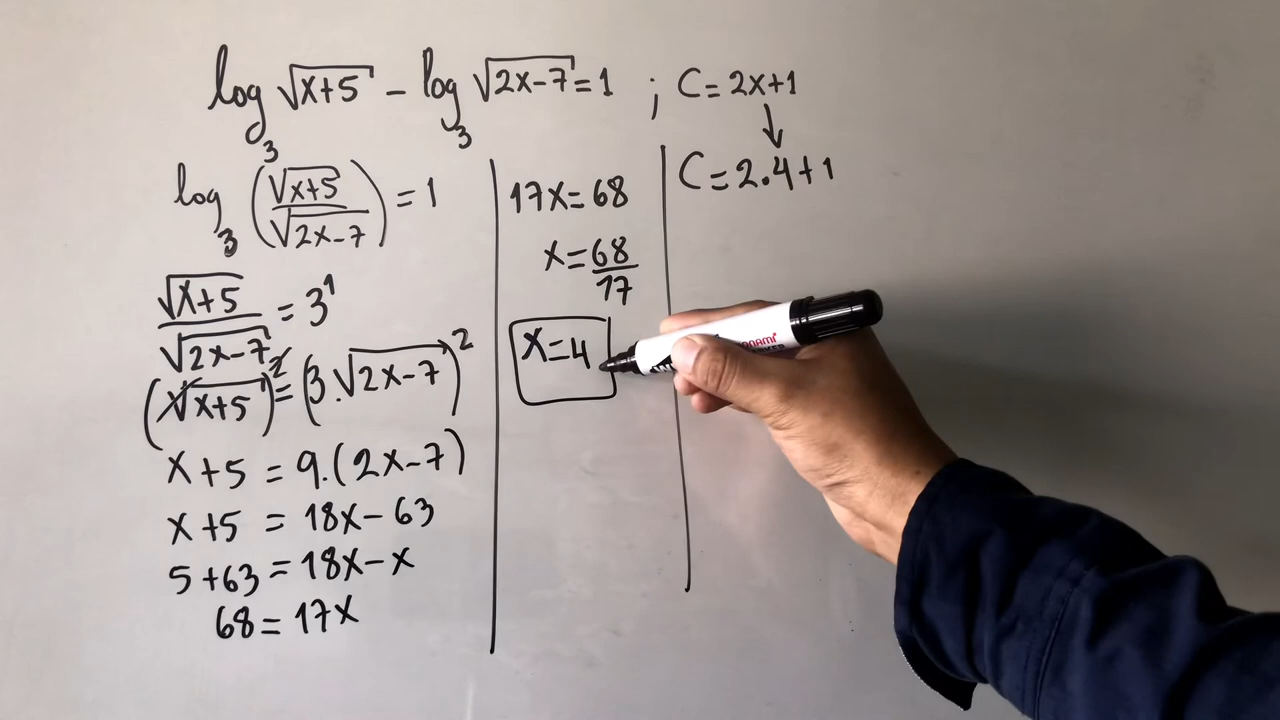 log₃ √(x+5) − log₃ √(2x−7) = 1 ; C = 2x+1
↓
C = 2.4+1
log₃ (√(x+5) / √(2x−7)) = 1
√(x+5) / √(2x−7) = 3¹
(√(x+5))² = (3.√(2x−7))²
x+5 = 9.(2x−7)
x+5 = 18x−63
5+63 = 18x−x
68 = 17x
17x = 68
x = 68/17
x = 4